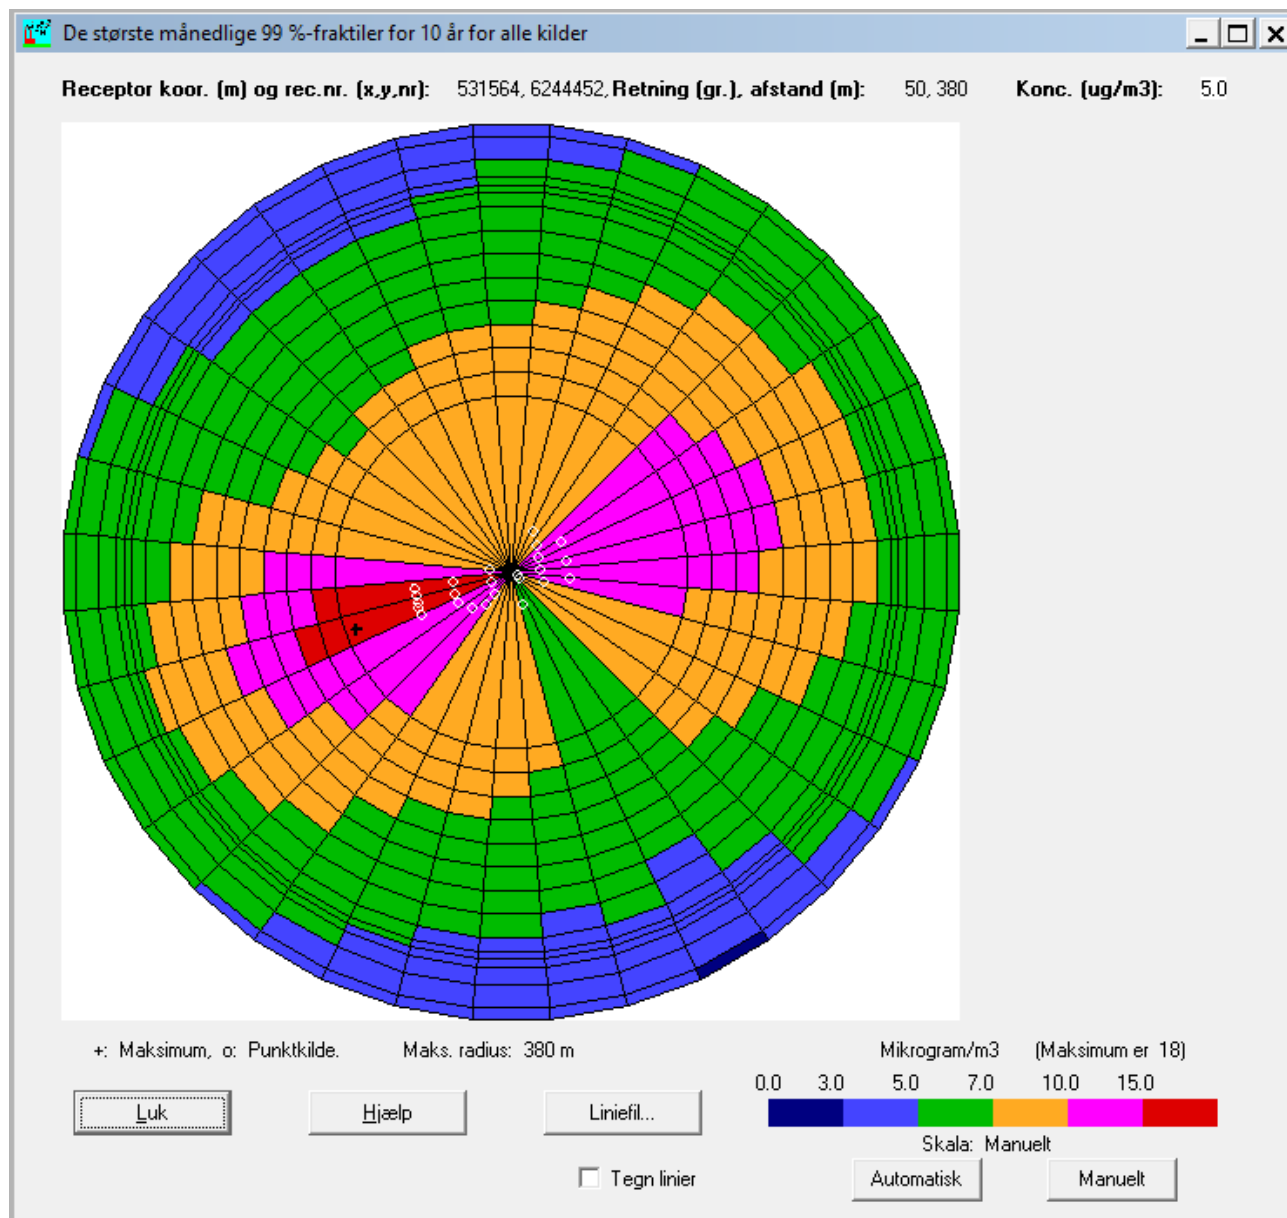 De største månedlige 99 %-fraktiler for 10 år for alle kilder
Receptor koor. (m) og rec.nr. (x,y,nr): 531564, 6244452, Retning (gr.), afstand (m): 50, 380 Konc. (ug/m3): 5.0
+: Maksimum, o: Punktkilde. Maks. radius: 380 m Mikrogram/m3 (Maksimum er 18)
0.0 3.0 5.0 7.0 10.0 15.0
Luk Hjælp Liniefil...
Skala: Manuelt
Tegn linier Automatisk Manuelt